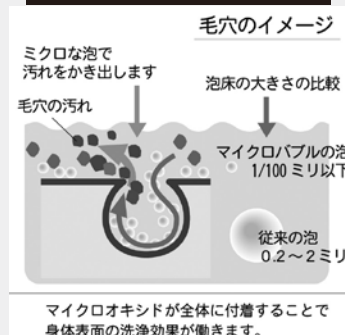 毛穴のイメージ
ミクロな泡で
汚れをかき出します
毛穴の汚れ
泡床の大きさの比較
マイクロバブルの泡
1/100 ミリ以下
従来の泡
0.2～2 ミリ
マイクロオキシドが全体に付着することで
身体表面の洗浄効果が働きます。